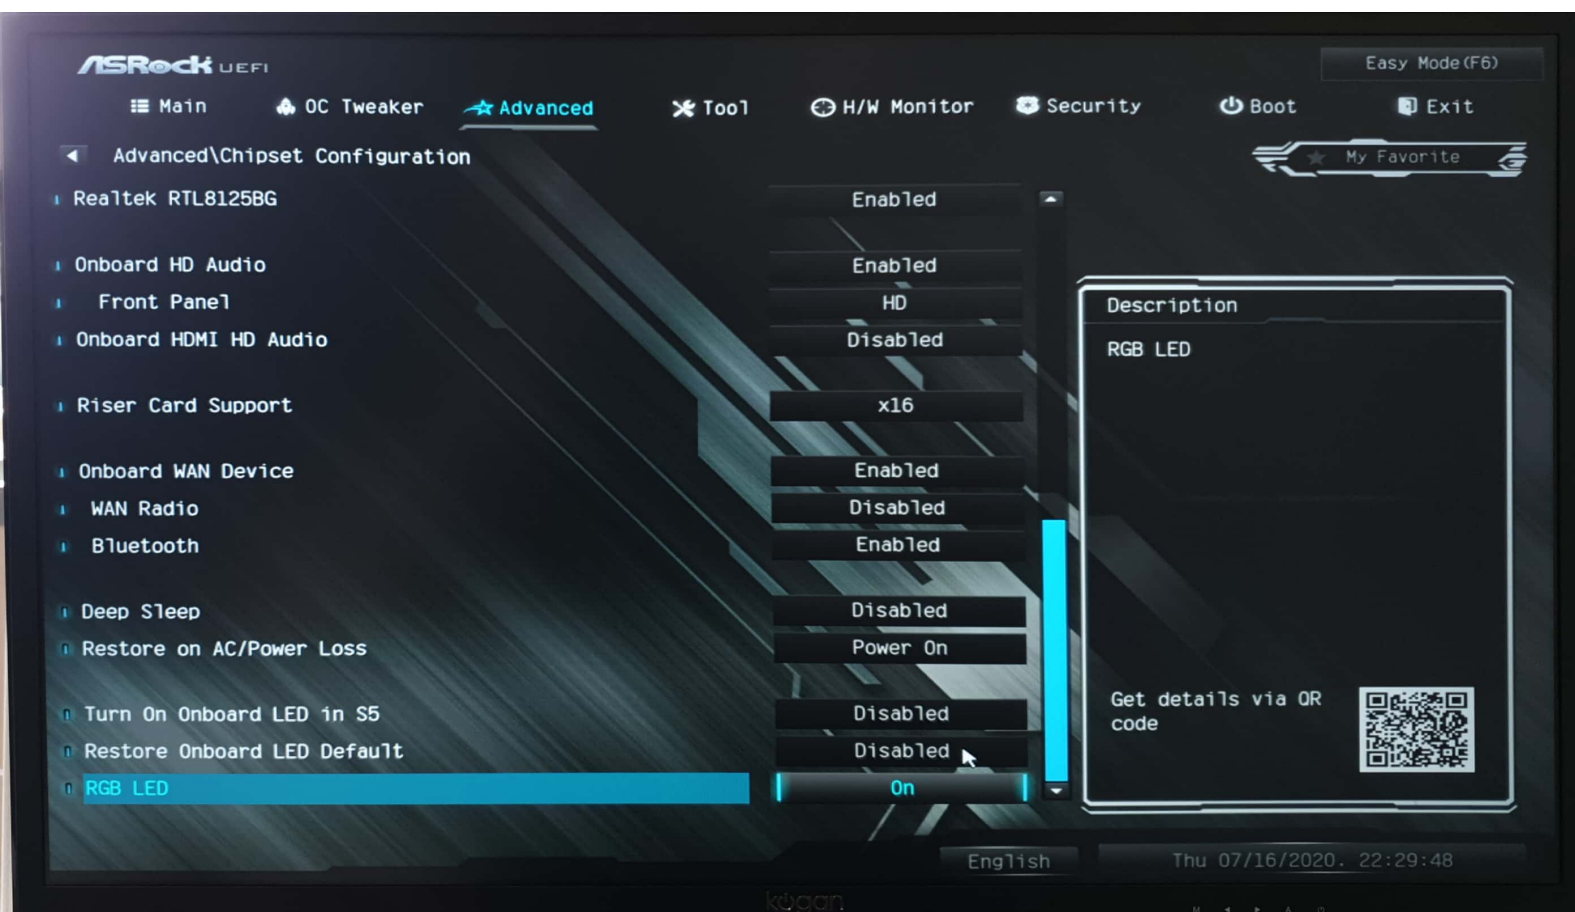 ASRock UEFI
Easy Mode(F6)
Main OC Tweaker Advanced Tool H/W Monitor Security Boot Exit
Advanced\Chipset Configuration
My Favorite
Realtek RTL8125BG Enabled
Onboard HD Audio Enabled
Front Panel HD
Onboard HDMI HD Audio Disabled
Riser Card Support x16
Onboard WAN Device Enabled
WAN Radio Disabled
Bluetooth Enabled
Deep Sleep Disabled
Restore on AC/Power Loss Power On
Turn On Onboard LED in S5 Disabled
Restore Onboard LED Default Disabled
RGB LED On
Description
RGB LED
Get details via QR
code
English
Thu 07/16/2020. 22:29:48
kogan